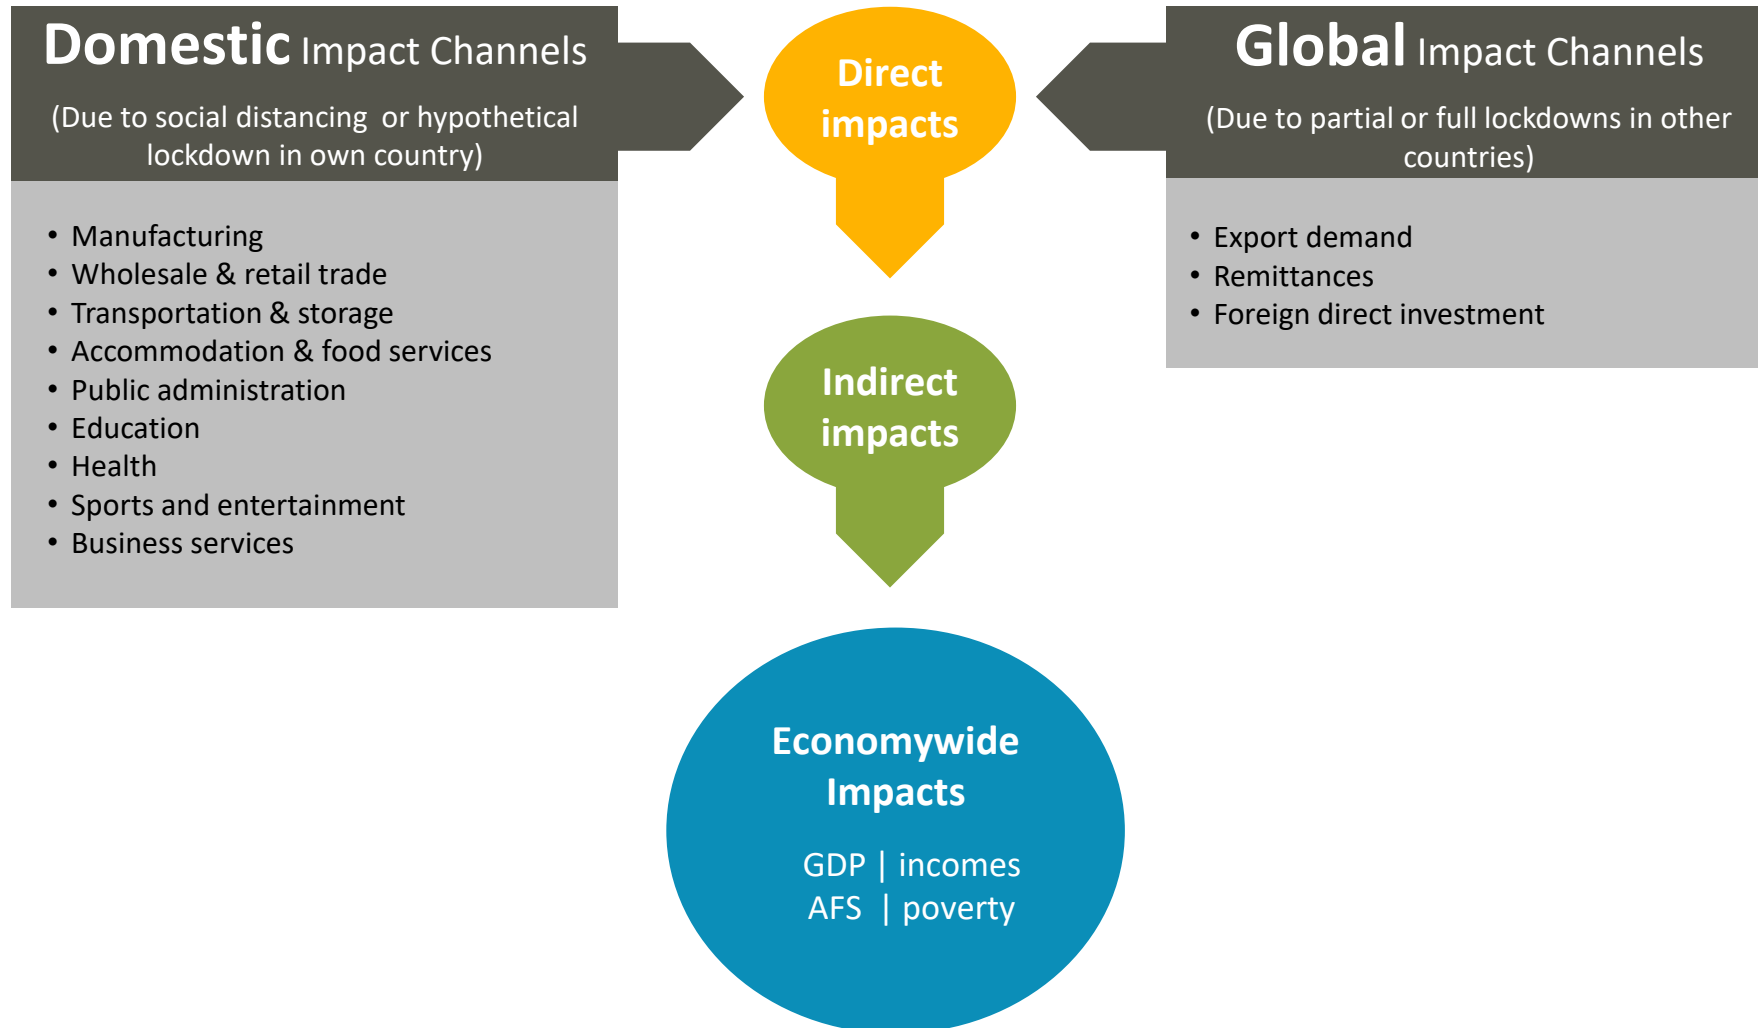 Domestic Impact Channels
(Due to social distancing  or hypothetical
lockdown in own country)
• Manufacturing
• Wholesale & retail trade
• Transportation & storage
• Accommodation & food services
• Public administration
• Education
• Health
• Sports and entertainment
• Business services
Direct
impacts
Indirect
impacts
Economywide
Impacts
GDP | incomes
AFS  | poverty
Global Impact Channels
(Due to partial or full lockdowns in other
countries)
• Export demand
• Remittances
• Foreign direct investment